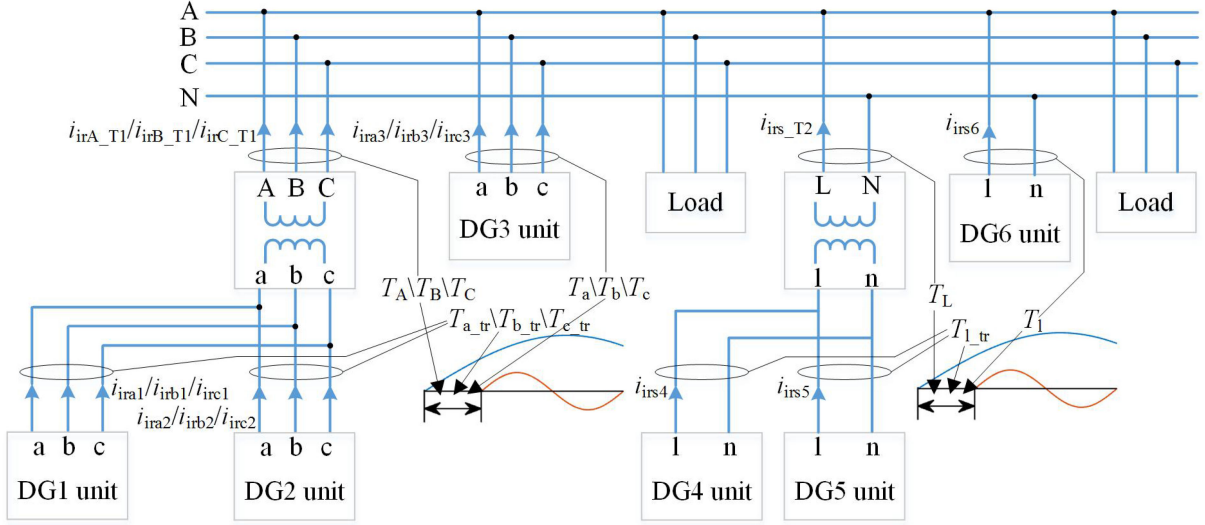 A
B
C
N
i_irA_T1/i_irB_T1/i_irC_T1
i_ira3/i_irb3/i_irc3
i_irs_T2
i_irs6
A B C
a b c
DG3 unit
Load
L N
l n
DG6 unit
Load
a b c
l n
T_A\T_B\T_C
T_a\T_b\T_c
T_L
T_a_tr\T_b_tr\T_c_tr
T_l_tr
T_l
i_ira1/i_irb1/i_irc1
i_ira2/i_irb2/i_irc2
i_irs4
i_irs5
a b c
DG1 unit
a b c
DG2 unit
l n
DG4 unit
l n
DG5 unit